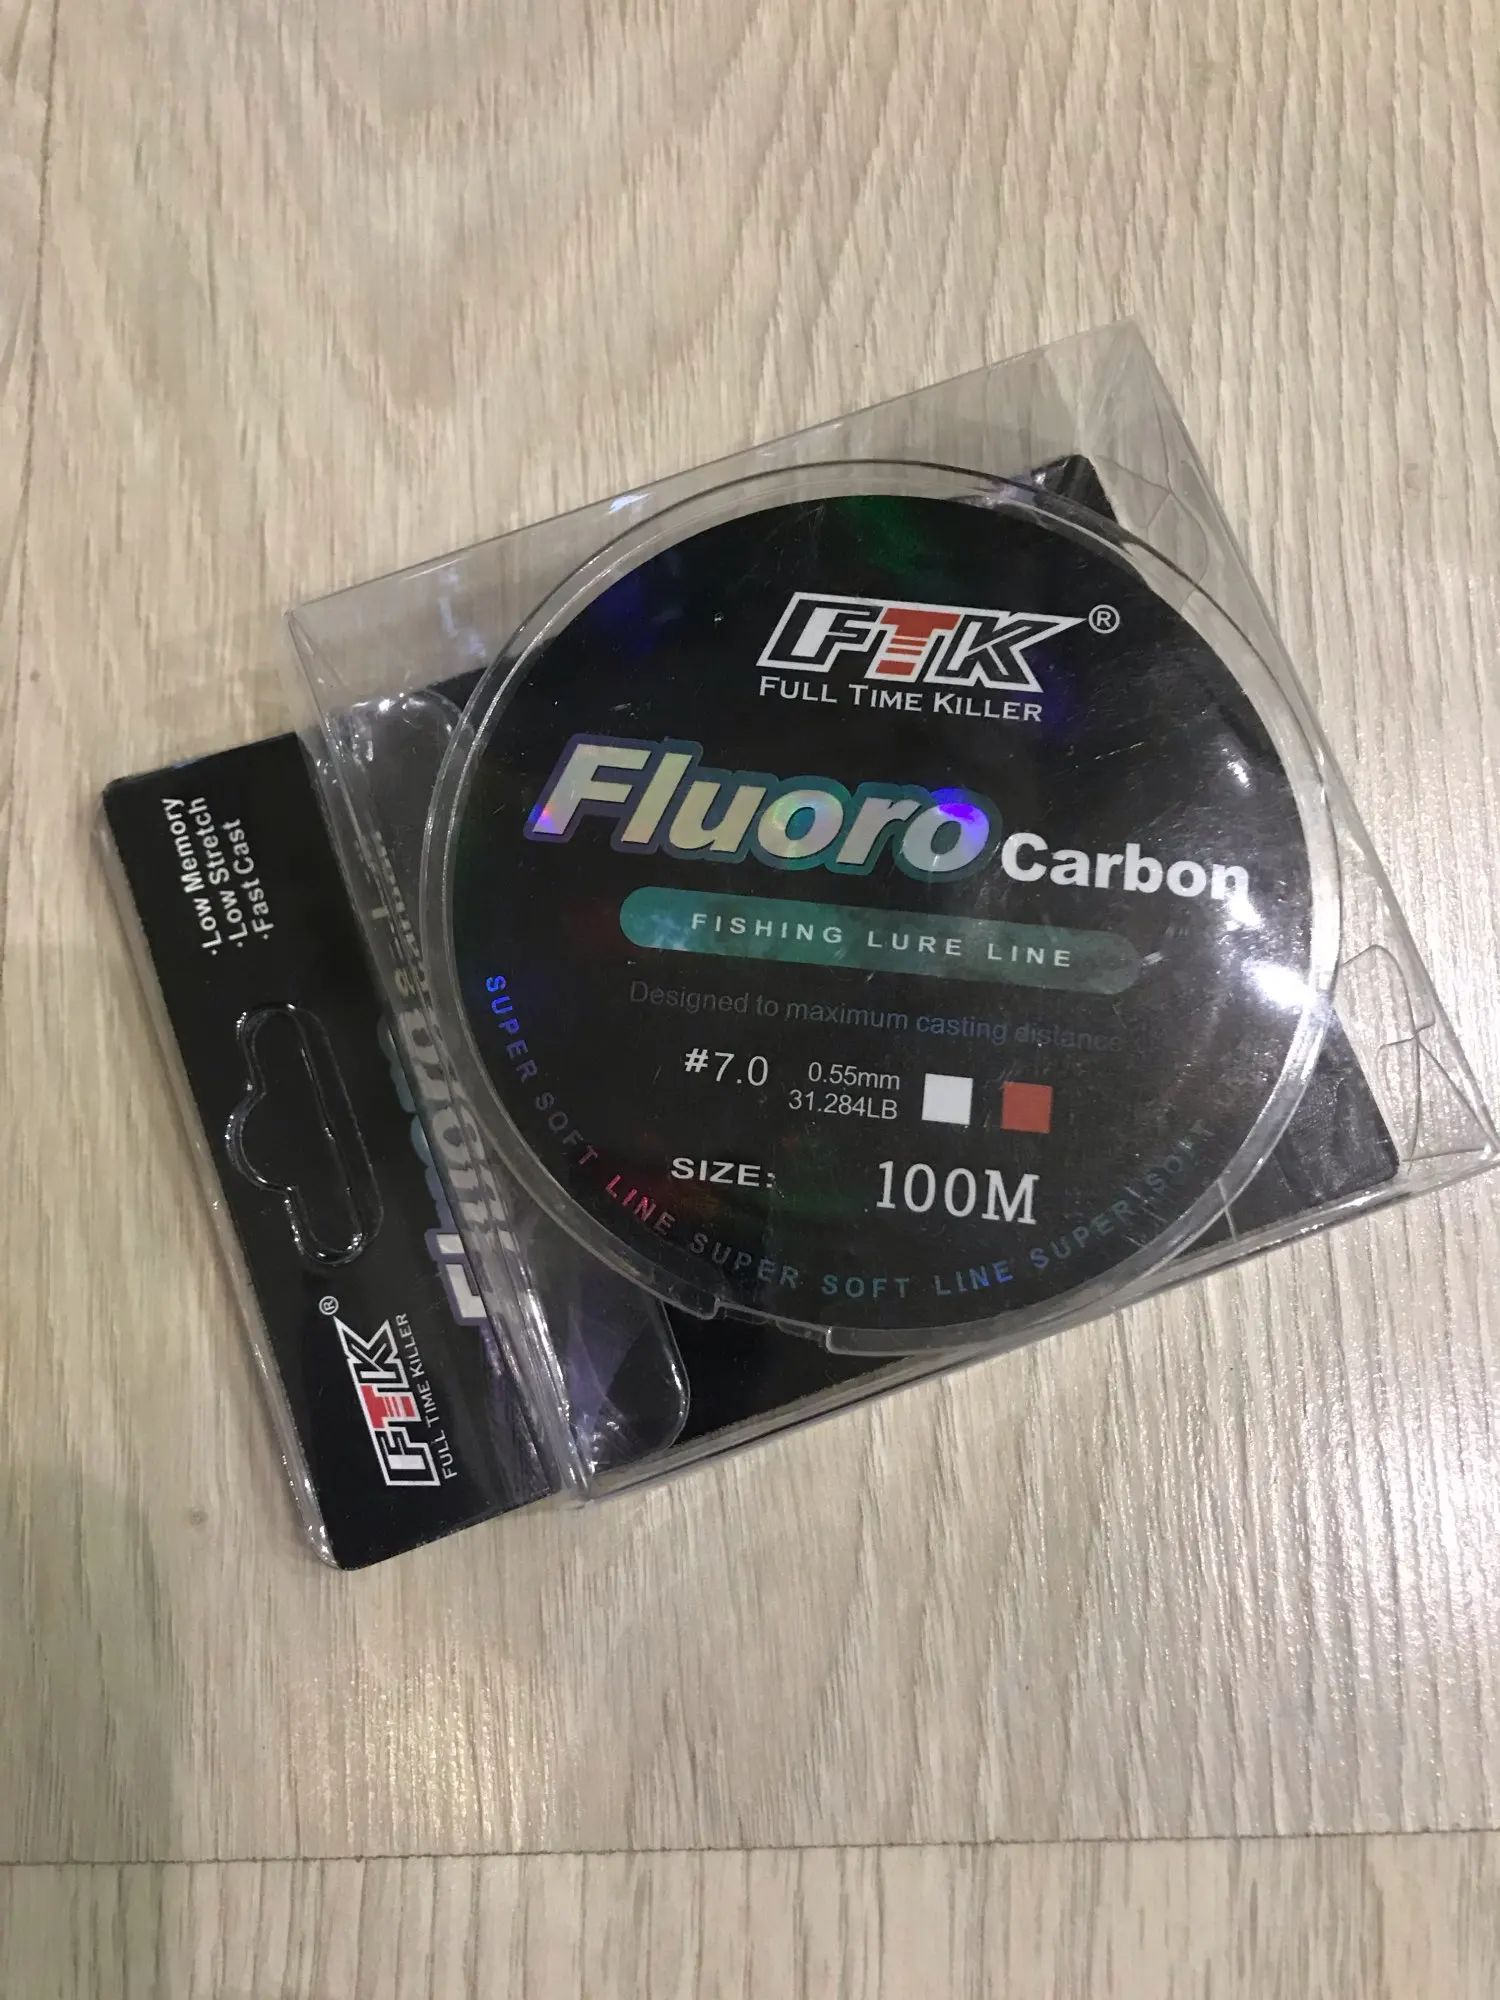 FTK®
FULL TIME KILLER
Fluoro Carbon
FISHING LURE LINE
Designed to maximum casting distance
#7.0
0.55mm
31.284LB
SIZE: 100M
SUPER SOFT LINE SUPER SOFT LINE SUPER SOFT
·Low Memory
·Low Stretch
·Fast Cast
FTK®
FULL TIME KILLER